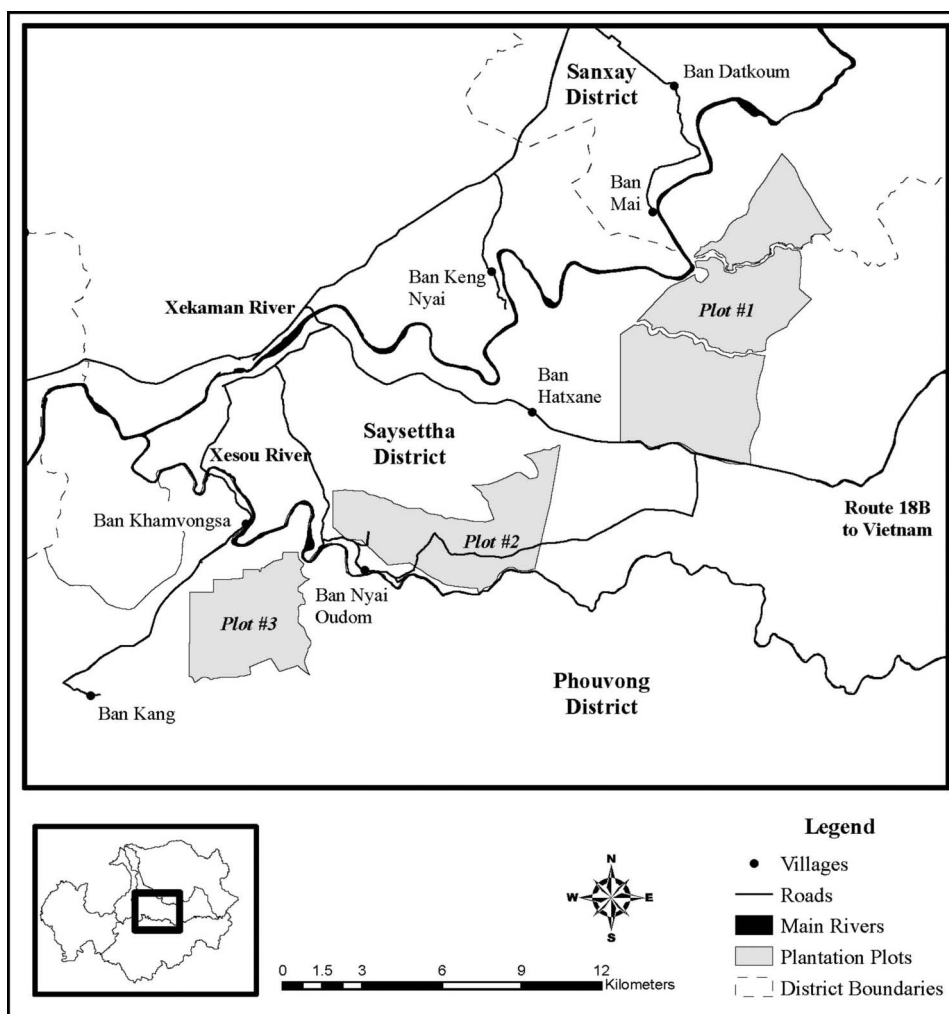 Sanxay
District
Ban Datkoum
Ban
Mai
Ban Keng
Nyai
Xekaman River
Plot #1
Ban
Hatxane
Saysettha
District
Xesou River
Route 18B
to Vietnam
Ban Khamvongsa
Plot #2
Ban Nyai
Oudom
Plot #3
Phouvong
District
Ban Kang
Legend
Villages
Roads
Main Rivers
Plantation Plots
District Boundaries
N
W E
S
0 1.5 3 6 9 12
Kilometers